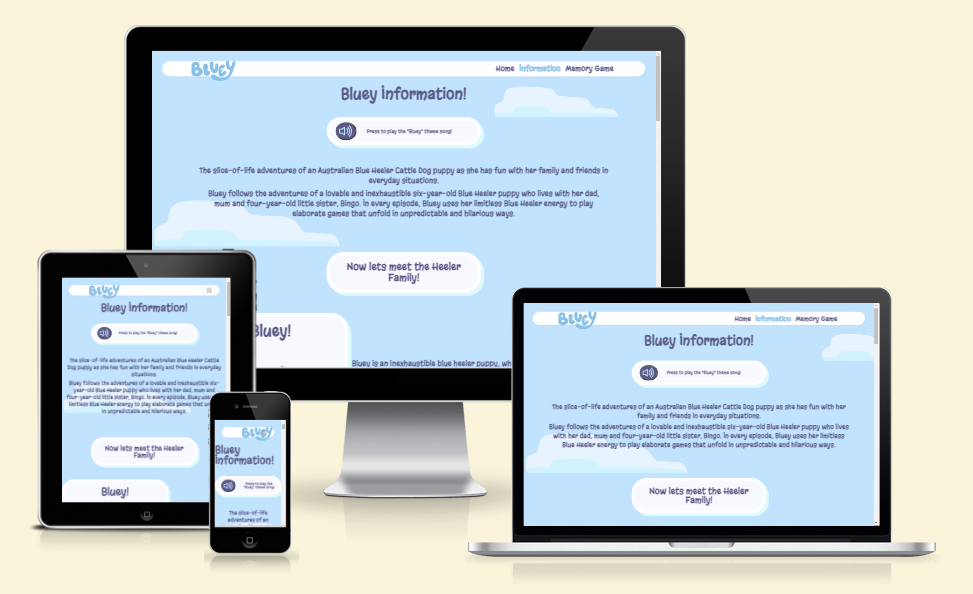 BLUEY
Home Information Memory Game
Bluey Information!
Press to play the "Bluey" theme song!
The slice-of-life adventures of an Australian Blue Heeler Cattle Dog puppy as she has fun with her family and friends in
everyday situations.
Bluey follows the adventures of a lovable and inexhaustible six-year-old Blue Heeler puppy who lives with her dad,
mum and four-year-old little sister, Bingo. In every episode, Bluey uses her limitless Blue Heeler energy to play
elaborate games that unfold in unpredictable and hilarious ways.
Now lets meet the Heeler
Family!
Bluey!
Bluey is an inexhaustible blue heeler puppy, wh
BLUEY
Bluey Information!
Press to play the "Bluey" theme song!
The slice-of-life adventures of an Australian Blue Heeler Cattle
Dog puppy as she has fun with her family and friends in everyday
situations.
Bluey follows the adventures of a lovable and inexhaustible six-
year-old Blue Heeler puppy who lives with her dad, mum and
four-year-old little sister, Bingo. In every episode, Bluey uses
limitless Blue Heeler energy to play elaborate games that un
in unpredictable and hilarious ways.
Now lets meet the Heeler
Family!
Bluey!
BLUEY
Bluey
Information!
Press to play the
"Bluey" theme song!
The slice-of-life
adventures of an
BLUEY
Home Information Memory Game
Bluey Information!
Press to play the "Bluey" theme song!
The slice-of-life adventures of an Australian Blue Heeler Cattle Dog puppy as she has fun with her
family and friends in everyday situations.
Bluey follows the adventures of a lovable and inexhaustible six-year-old Blue Heeler puppy who lives
with her dad, mum and four-year-old little sister, Bingo. In every episode, Bluey uses her limitless
Blue Heeler energy to play elaborate games that unfold in unpredictable and hilarious ways.
Now lets meet the Heeler
Family!